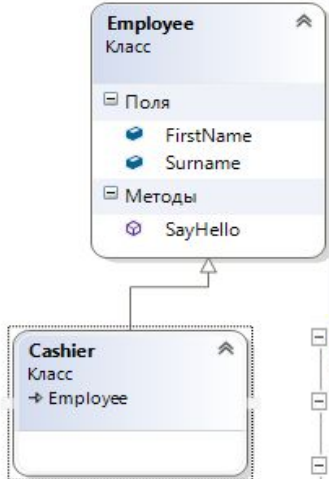 Employee
Класс
Поля
FirstName
Surname
Методы
SayHello
Cashier
Класс
Employee